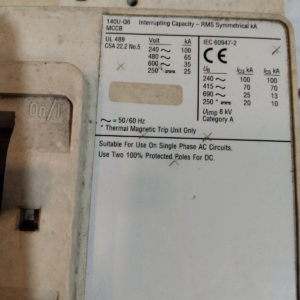 140U-G6 Interrupting Capacity – RMS Symmetrical kA
MCCB
UL 489
CSA 22.2 No.5
Volt kA
240 ~ 100
480 ~ 65
600 ~ 35
250 25
IEC 60947-2
CE
Ue Icu kA Ics kA
240 ~ 100 100
415 ~ 70 70
690 ~ 25 13
250 * 20 10
Uimp 8 kV
Category A
~ = 50/60 Hz
* Thermal Magnetic Trip Unit Only
Suitable For Use On Single Phase AC Circuits.
Use Two 100% Protected Poles For DC.
On/I